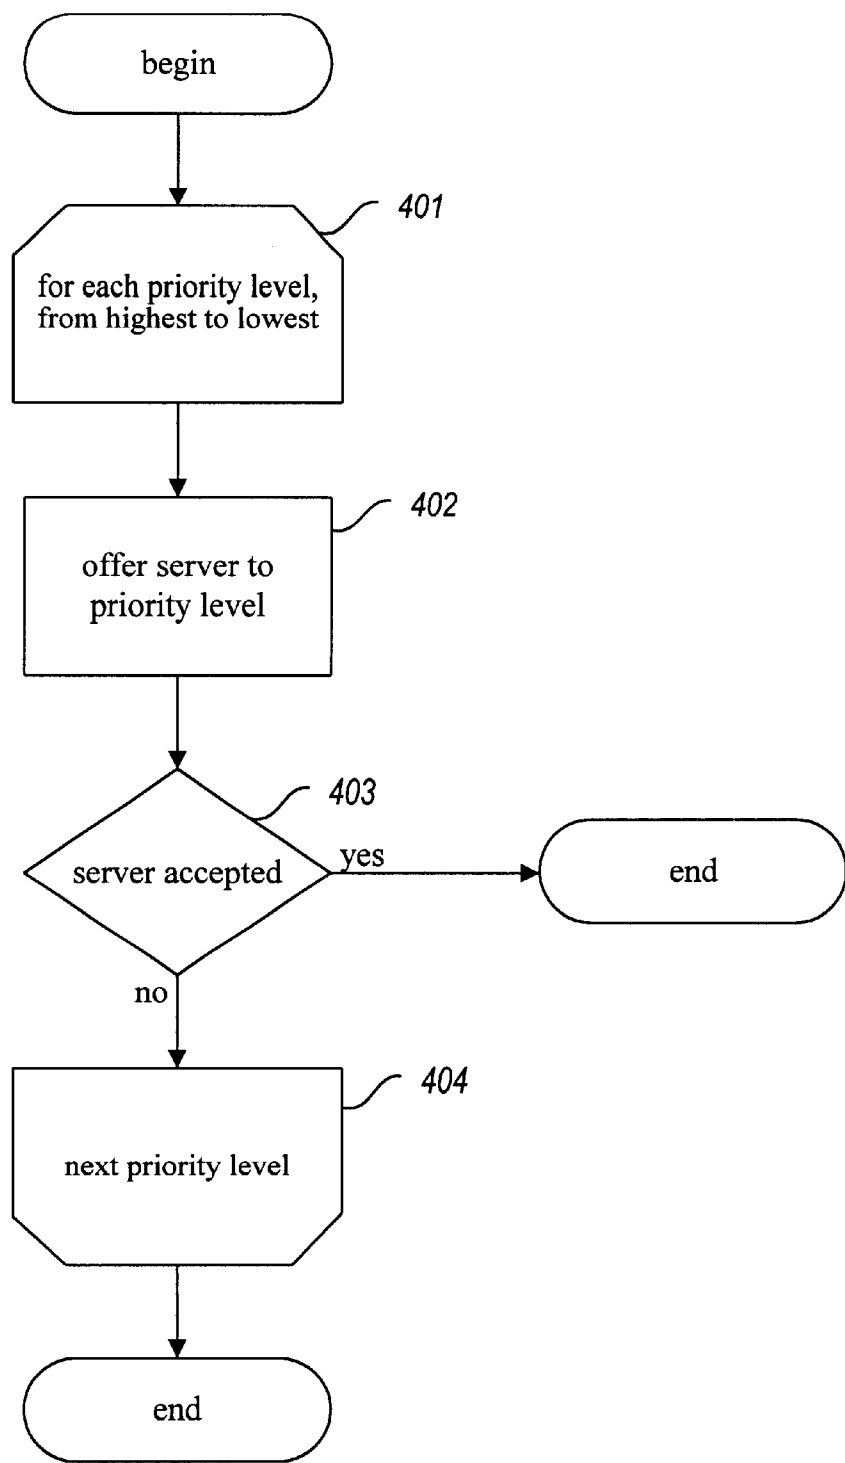 begin
401
for each priority level,
from highest to lowest
402
offer server to
priority level
403
server accepted
yes
end
no
404
next priority level
end